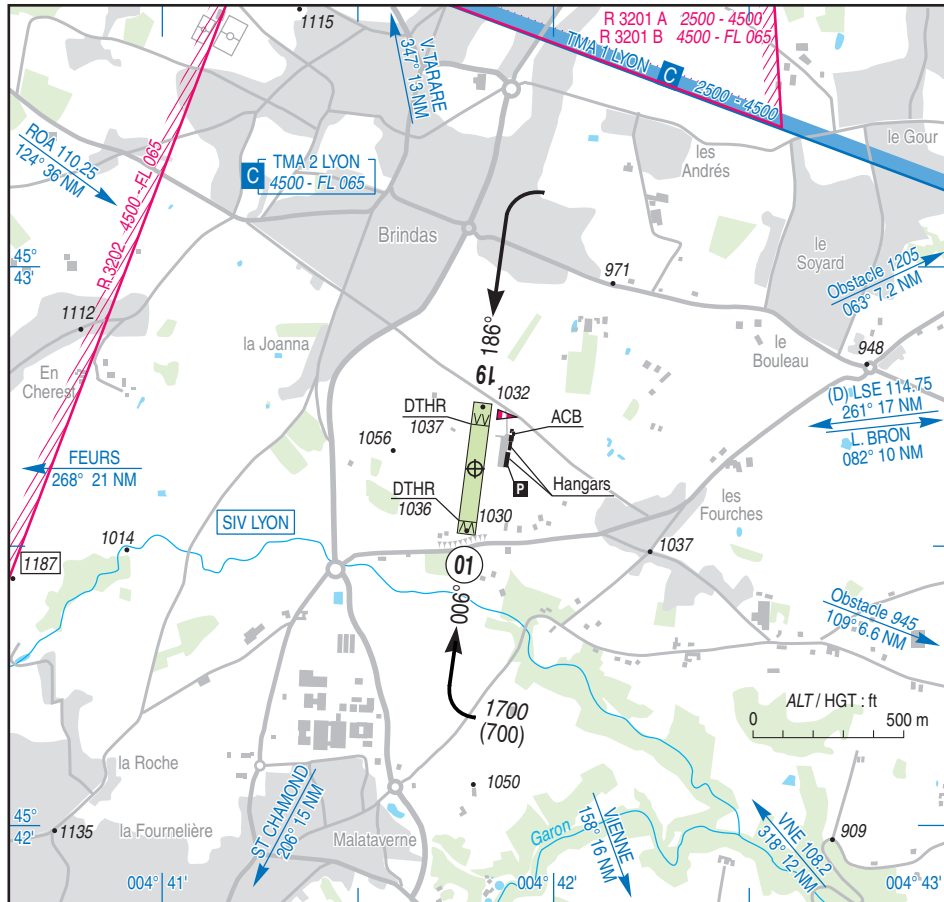 1115
R 3201 A 2500 - 4500
R 3201 B 4500 - FL 065
V.TARARE
347° 13 NM
TMA 1 LYON C 2500 - 4500
ROA 110.25
124° 36 NM
R.3202 4500 - FL 065
C TMA 2 LYON
4500 - FL 065
les
Andrés
le Gour
Brindas
le
Soyard
45°
43'
971
Obstacle 1205
063° 7.2 NM
1112
la Joanna
186°
19
le
Bouleau
948
En
Cherest
1032
DTHR
1037
ACB
(D) LSE 114.75
261° 17 NM
L. BRON
082° 10 NM
1056
FEURS
268° 21 NM
Hangars
P
DTHR
1036
1030
les
Fourches
SIV LYON
1014
1037
1187
01
006°
Obstacle 945
109° 6.6 NM
1700
(700)
ALT / HGT : ft
0 500 m
la Roche
1050
ST CHAMOND
206° 15 NM
45°
42'
1135
la Fournelière
Malataverne
Garon
VIENNE
158° 16 NM
VNE 108.2
318° 12 NM
909
004° 41'
004° 42'
004° 43'